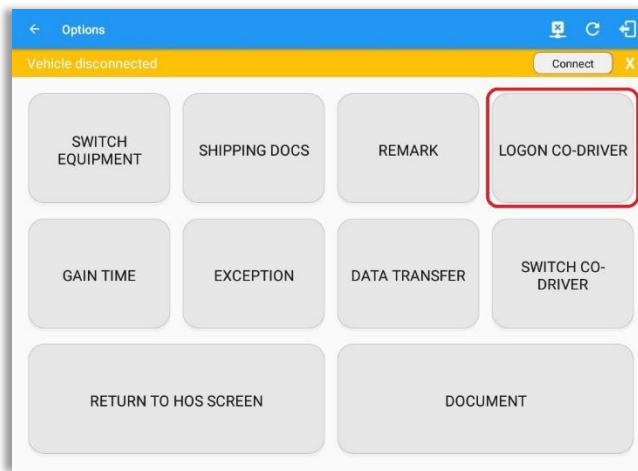 Options
Vehicle disconnected
Connect
X
SWITCH
EQUIPMENT
SHIPPING DOCS
REMARK
LOGON CO-DRIVER
GAIN TIME
EXCEPTION
DATA TRANSFER
SWITCH CO-
DRIVER
RETURN TO HOS SCREEN
DOCUMENT